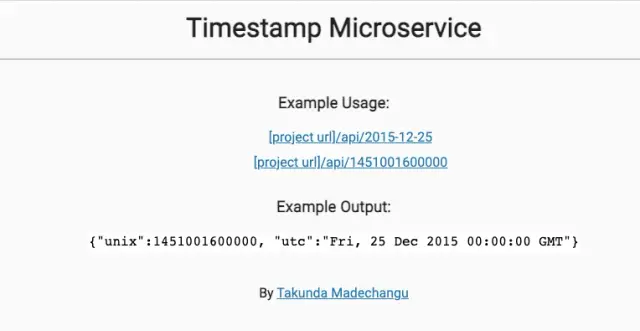 Timestamp Microservice
Example Usage:
[project url]/api/2015-12-25
[project url]/api/1451001600000
Example Output:
{"unix":1451001600000, "utc":"Fri, 25 Dec 2015 00:00:00 GMT"}
By Takunda Madechangu